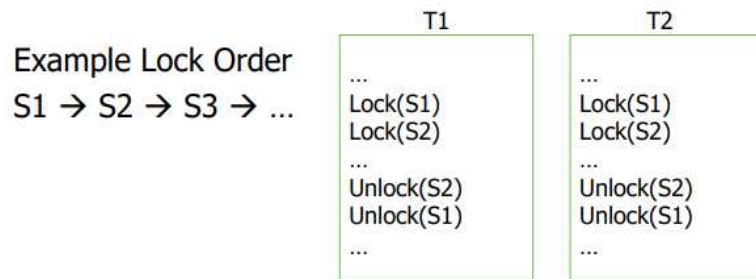 Example Lock Order
S1 → S2 → S3 → ...
T1
...
Lock(S1)
Lock(S2)
...
Unlock(S2)
Unlock(S1)
...
T2
...
Lock(S1)
Lock(S2)
...
Unlock(S2)
Unlock(S1)
...